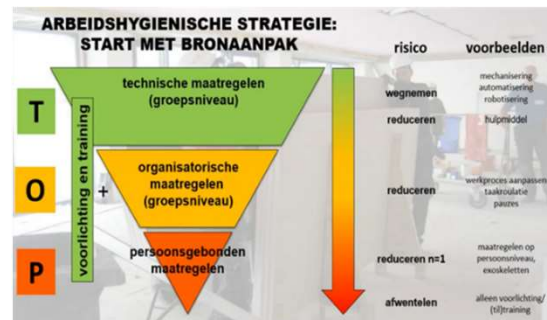 ARBEIDSHYGIENISCHE STRATEGIE:
START MET BRONAANPAK
risico
voorbeelden
T
technische maatregelen
(groepsniveau)
wegnemen
mechanisering
automatisering
robotisering
reduceren
hulpmiddel
voorlichting en training
+
O
organisatorische
maatregelen
(groepsniveau)
reduceren
werkproces aanpassen
taakroulatie
pauzes
P
persoonsgebonden
maatregelen
reduceren n=1
maatregelen op
persoonsniveau,
exoskeletten
afwentelen
alleen voorlichting/
(til)training